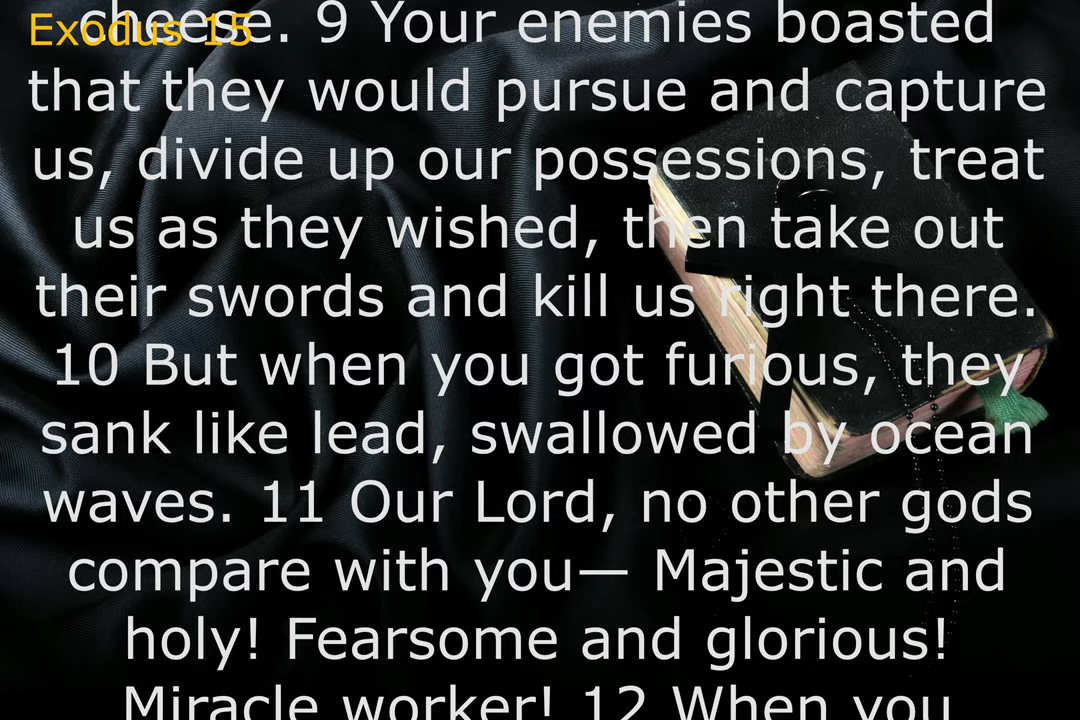 Exodus 15
cheese. 9 Your enemies boasted
that they would pursue and capture
us, divide up our possessions, treat
us as they wished, then take out
their swords and kill us right there.
10 But when you got furious, they
sank like lead, swallowed by ocean
waves. 11 Our Lord, no other gods
compare with you— Majestic and
holy! Fearsome and glorious!
Miracle worker! 12 When you